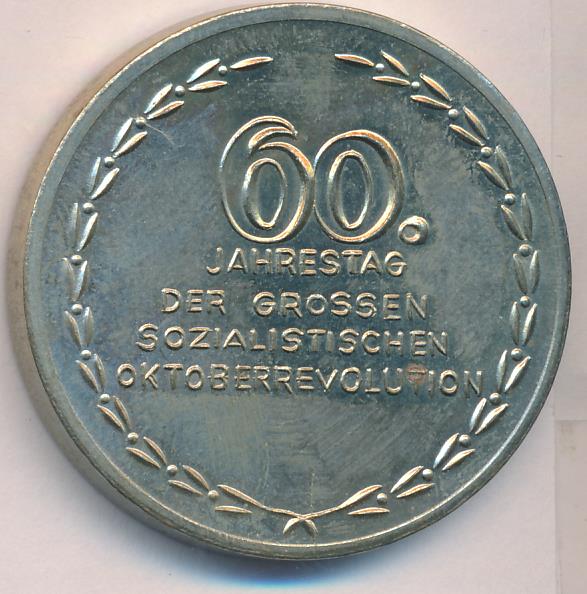 60.
JAHRESTAG
DER GROSSEN
SOZIALISTISCHEN
OKTOBERREVOLUTION